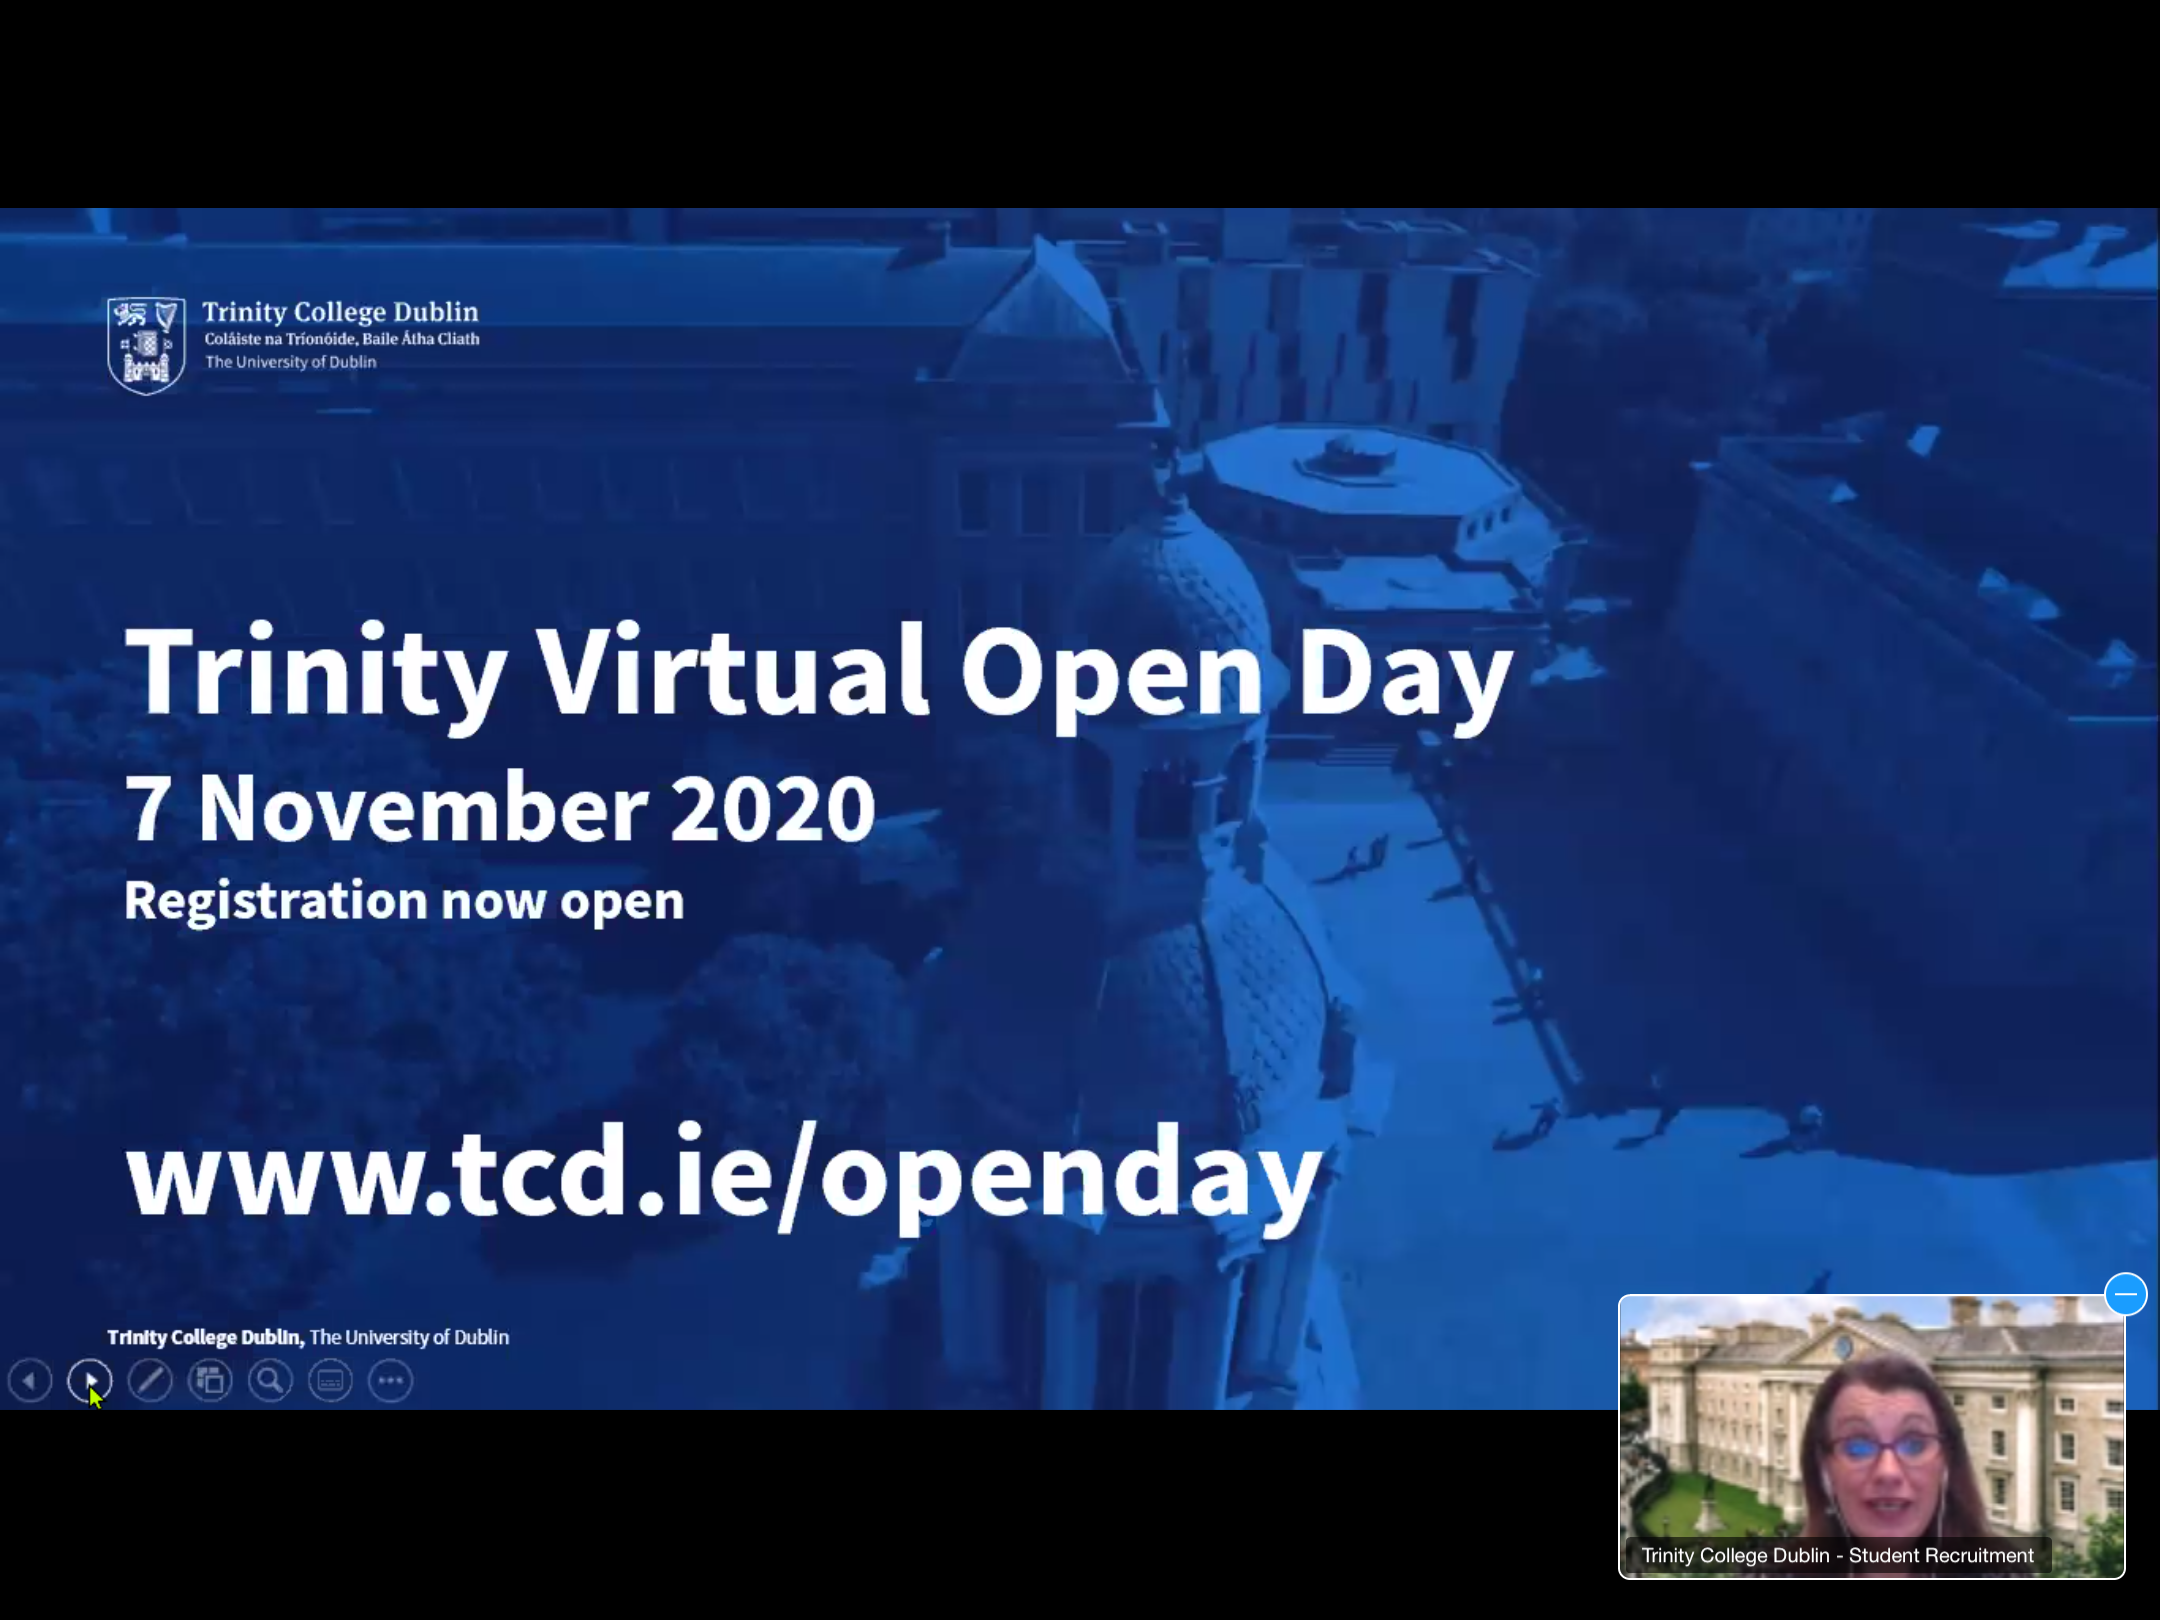 Trinity College Dublin
Coláiste na Tríonóide, Baile Átha Cliath
The University of Dublin
Trinity Virtual Open Day
7 November 2020
Registration now open
www.tcd.ie/openday
Trinity College Dublin, The University of Dublin
Trinity College Dublin - Student Recruitment